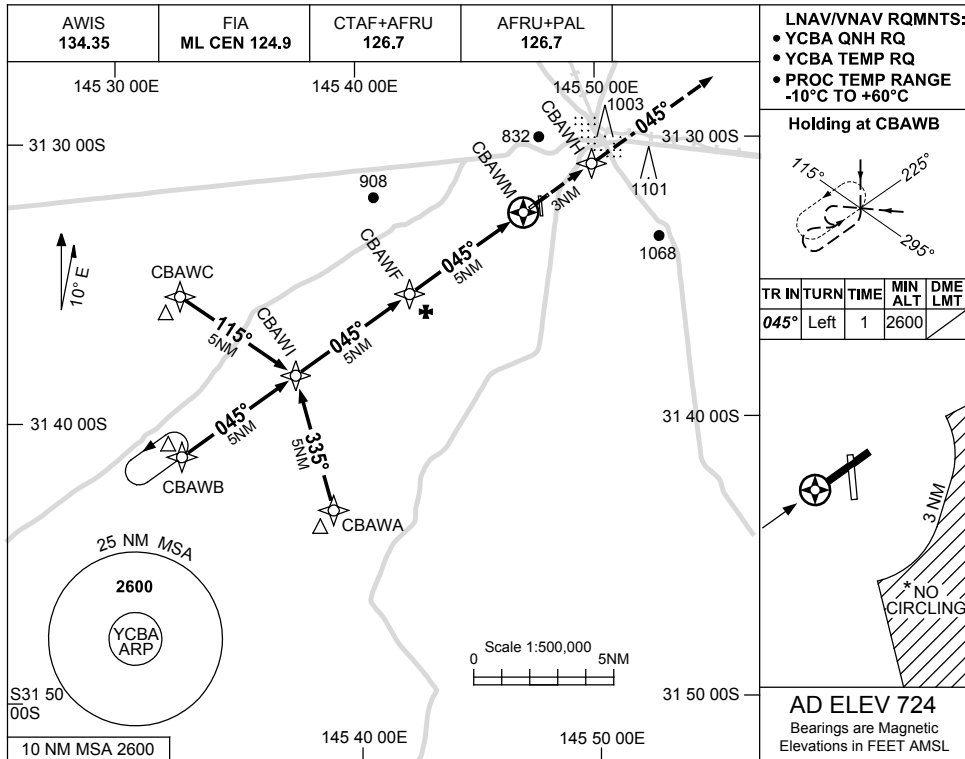 AWIS
134.35
FIA
ML CEN 124.9
CTAF+AFRU
126.7
AFRU+PAL
126.7
LNAV/VNAV RQMNTS:
• YCBA QNH RQ
• YCBA TEMP RQ
• PROC TEMP RANGE
-10°C TO +60°C
145 30 00E
145 40 00E
145 50 00E
31 30 00S
31 30 00S
832
1003
045°
CBAWH
1101
908
CBAWM
3NM
1068
10° E
CBAWC
CBAWF
045°
5NM
115°
5NM
CBAWI
045°
5NM
31 40 00S
31 40 00S
045°
5NM
335°
5NM
CBAWB
CBAWA
25 NM MSA
2600
YCBA
ARP
Scale 1:500,000
0
5NM
S31 50
00S
31 50 00S
145 40 00E
145 50 00E
10 NM MSA 2600
Holding at CBAWB
115°
225°
295°
TR IN
TURN
TIME
MIN
ALT
DME
LMT
045°
Left
1
2600
3 NM
*NO
CIRCLING
AD ELEV 724
Bearings are Magnetic
Elevations in FEET AMSL